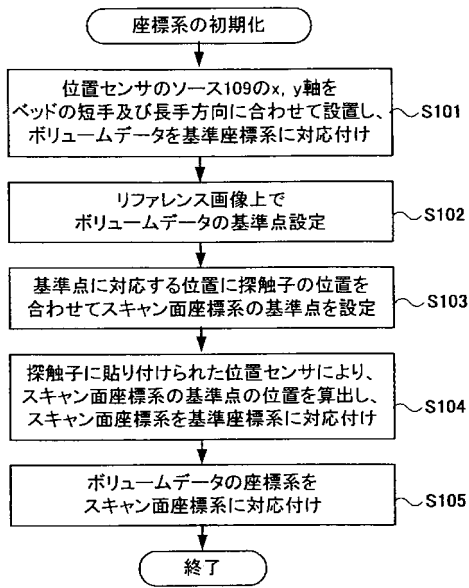 座標系の初期化
位置センサのソース109のx, y軸を
ベッドの短手及び長手方向に合わせて設置し、
ボリュームデータを基準座標系に対応付け
S101
リファレンス画像上で
ボリュームデータの基準点設定
S102
基準点に対応する位置に探触子の位置を
合わせてスキャン面座標系の基準点を設定
S103
探触子に貼り付けられた位置センサにより、
スキャン面座標系の基準点の位置を算出し、
スキャン面座標系を基準座標系に対応付け
S104
ボリュームデータの座標系を
スキャン面座標系に対応付け
S105
終了